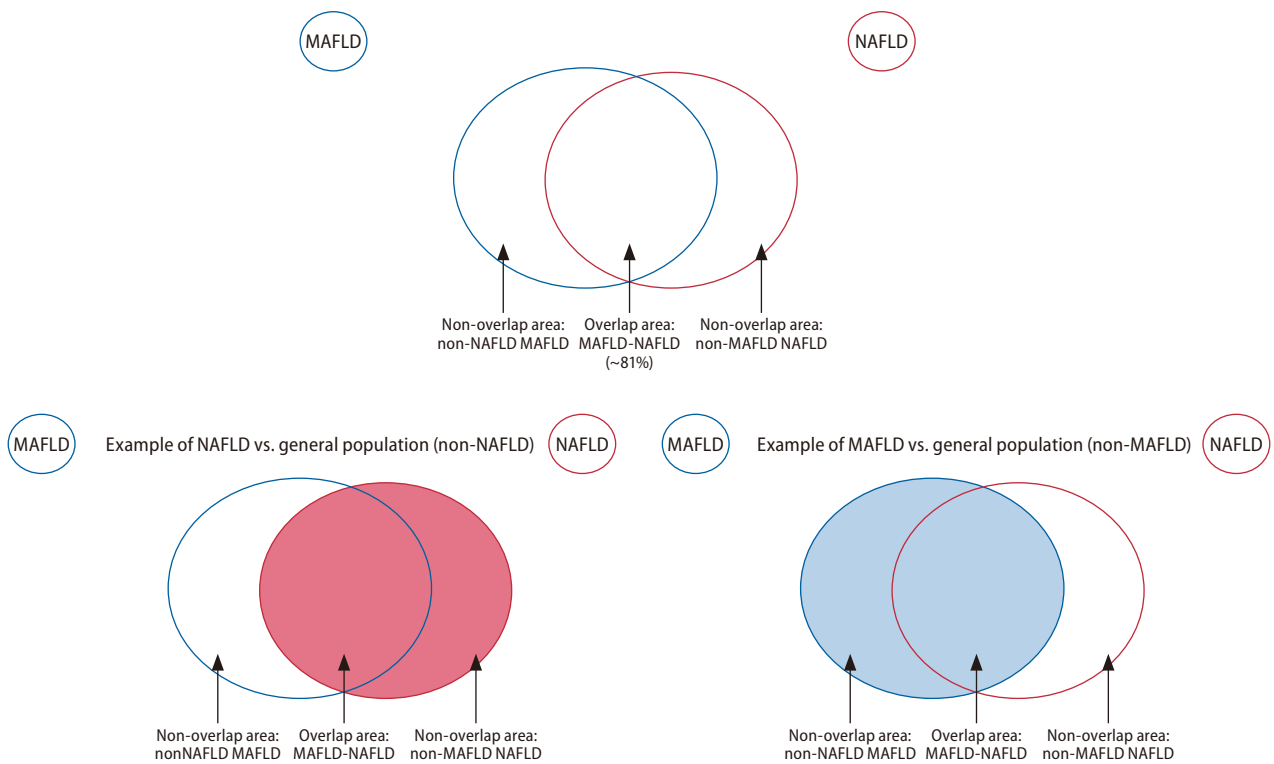 MAFLD
NAFLD
Non-overlap area:
non-NAFLD MAFLD
Overlap area:
MAFLD-NAFLD
(~81%)
Non-overlap area:
non-MAFLD NAFLD
MAFLD
Example of NAFLD vs. general population (non-NAFLD)
NAFLD
Non-overlap area:
nonNAFLD MAFLD
Overlap area:
MAFLD-NAFLD
Non-overlap area:
non-MAFLD NAFLD
MAFLD
Example of MAFLD vs. general population (non-MAFLD)
NAFLD
Non-overlap area:
non-NAFLD MAFLD
Overlap area:
MAFLD-NAFLD
Non-overlap area:
non-MAFLD NAFLD